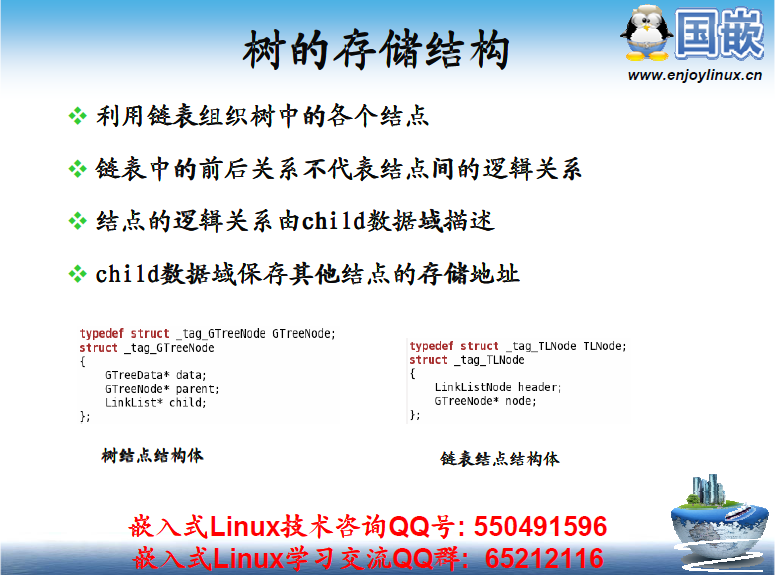 树的存储结构
国嵌
www.enjoylinux.cn
利用链表组织树中的各个结点
链表中的前后关系不代表结点间的逻辑关系
结点的逻辑关系由child数据域描述
child数据域保存其他结点的存储地址
typedef struct _tag_GTreeNode GTreeNode;
struct _tag_GTreeNode
{
GTreeData* data;
GTreeNode* parent;
LinkList* child;
};
树结点结构体
typedef struct _tag_TLNode TLNode;
struct _tag_TLNode
{
LinkListNode header;
GTreeNode* node;
};
链表结点结构体
嵌入式Linux技术咨询QQ号: 550491596
嵌入式Linux学习交流QQ群: 65212116